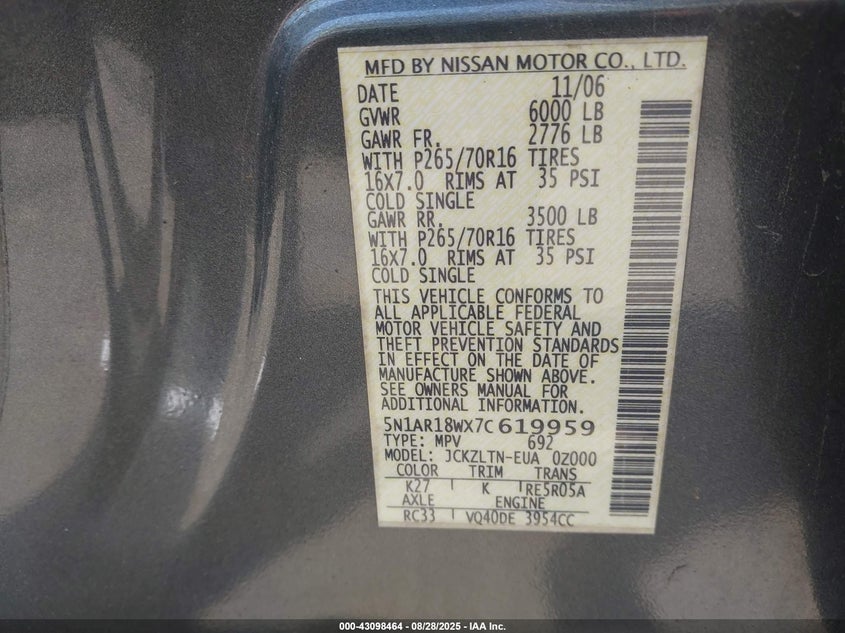 MFD BY NISSAN MOTOR CO., LTD.
DATE 11/06
GVWR 6000 LB
GAWR FR. 2776 LB
WITH P265/70R16 TIRES
16X7.0 RIMS AT 35 PSI
COLD SINGLE
GAWR RR. 3500 LB
WITH P265/70R16 TIRES
16X7.0 RIMS AT 35 PSI
COLD SINGLE
THIS VEHICLE CONFORMS TO
ALL APPLICABLE FEDERAL
MOTOR VEHICLE SAFETY AND
THEFT PREVENTION STANDARDS
IN EFFECT ON THE DATE OF
MANUFACTURE SHOWN ABOVE.
SEE OWNERS MANUAL FOR
ADDITIONAL INFORMATION.
5N1AR18WX7C619959
TYPE: MPV 692
MODEL: JCKZLTN-EUA 0Z000
COLOR TRIM TRANS
K27 K RE5R05A
AXLE ENGINE
RC33 VQ40DE 3954CC
000-43098464 / 08/28/2025 - IAA Inc.